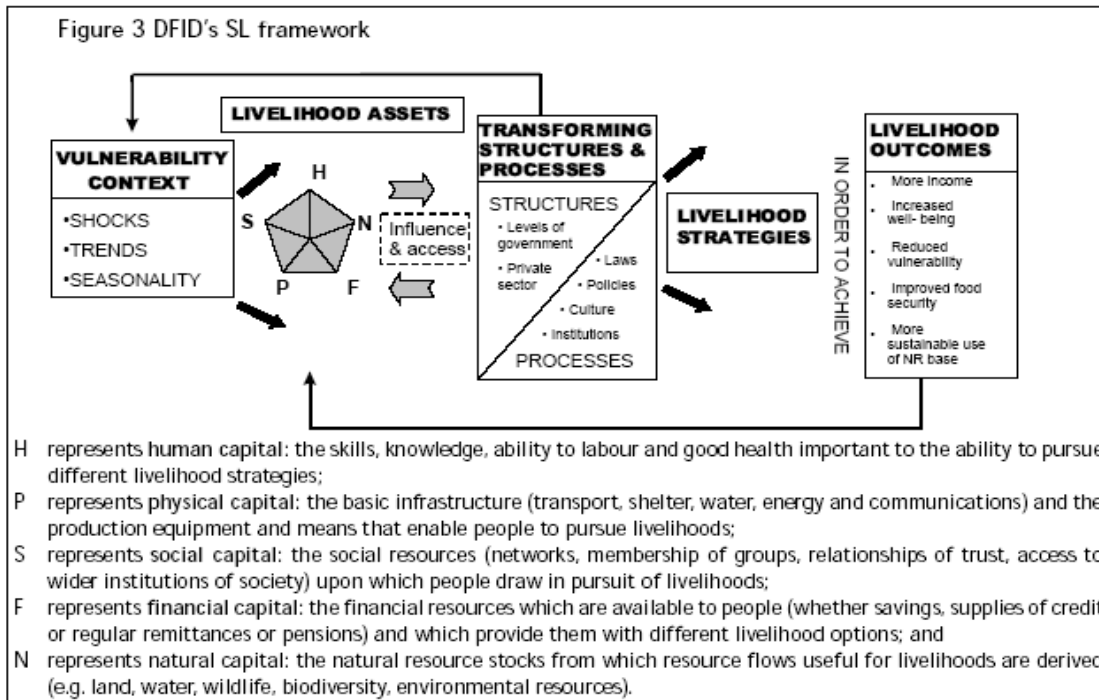 Figure 3 DFID's SL framework
LIVELIHOOD ASSETS
VULNERABILITY
CONTEXT
•SHOCKS
•TRENDS
•SEASONALITY
H
S
N
P
F
Influence
& access
TRANSFORMING
STRUCTURES &
PROCESSES
STRUCTURES
• Levels of
government
• Private
sector
• Laws
• Policies
• Culture
• Institutions
PROCESSES
LIVELIHOOD
STRATEGIES
IN ORDER TO ACHIEVE
LIVELIHOOD
OUTCOMES
• More Income
• Increased
well- being
• Reduced
vulnerability
• Improved food
security
• More
sustainable use
of NR base
H represents human capital: the skills, knowledge, ability to labour and good health important to the ability to pursue
different livelihood strategies;
P represents physical capital: the basic infrastructure (transport, shelter, water, energy and communications) and the
production equipment and means that enable people to pursue livelihoods;
S represents social capital: the social resources (networks, membership of groups, relationships of trust, access to
wider institutions of society) upon which people draw in pursuit of livelihoods;
F represents financial capital: the financial resources which are available to people (whether savings, supplies of credit
or regular remittances or pensions) and which provide them with different livelihood options; and
N represents natural capital: the natural resource stocks from which resource flows useful for livelihoods are derived
(e.g. land, water, wildlife, biodiversity, environmental resources).